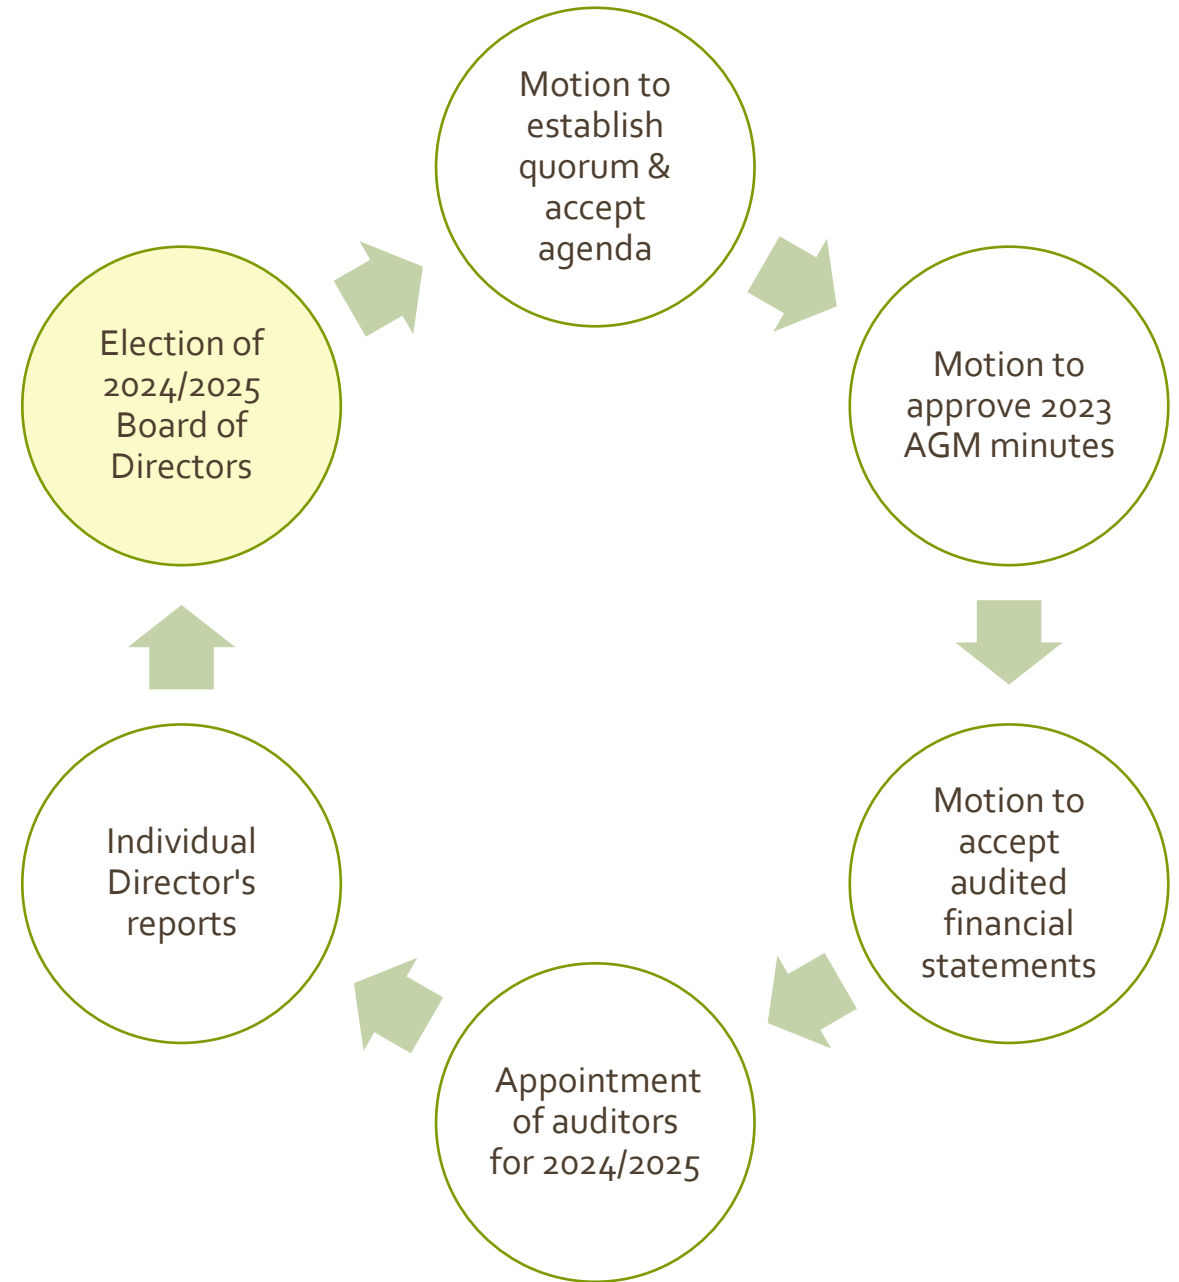 Motion to
establish
quorum &
accept
agenda
Motion to
approve 2023
AGM minutes
Motion to
accept
audited
financial
statements
Appointment
of auditors
for 2024/2025
Individual
Director's
reports
Election of
2024/2025
Board of
Directors